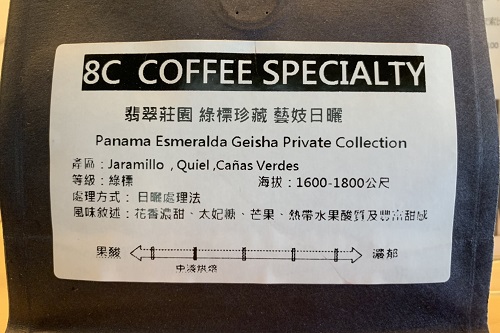 8C COFFEE SPECIALTY
翡翠莊園 綠標珍藏 藝妓日曬
Panama Esmeralda Geisha Private Collection
產區：Jaramillo , Quiel ,Cañas Verdes
等級：綠標 海拔：1600-1800公尺
處理方式： 日曬處理法
風味敘述：花香濃甜、太妃糖、芒果、熱帶水果酸質及豐富甜感
果酸 濃郁
中淺烘焙